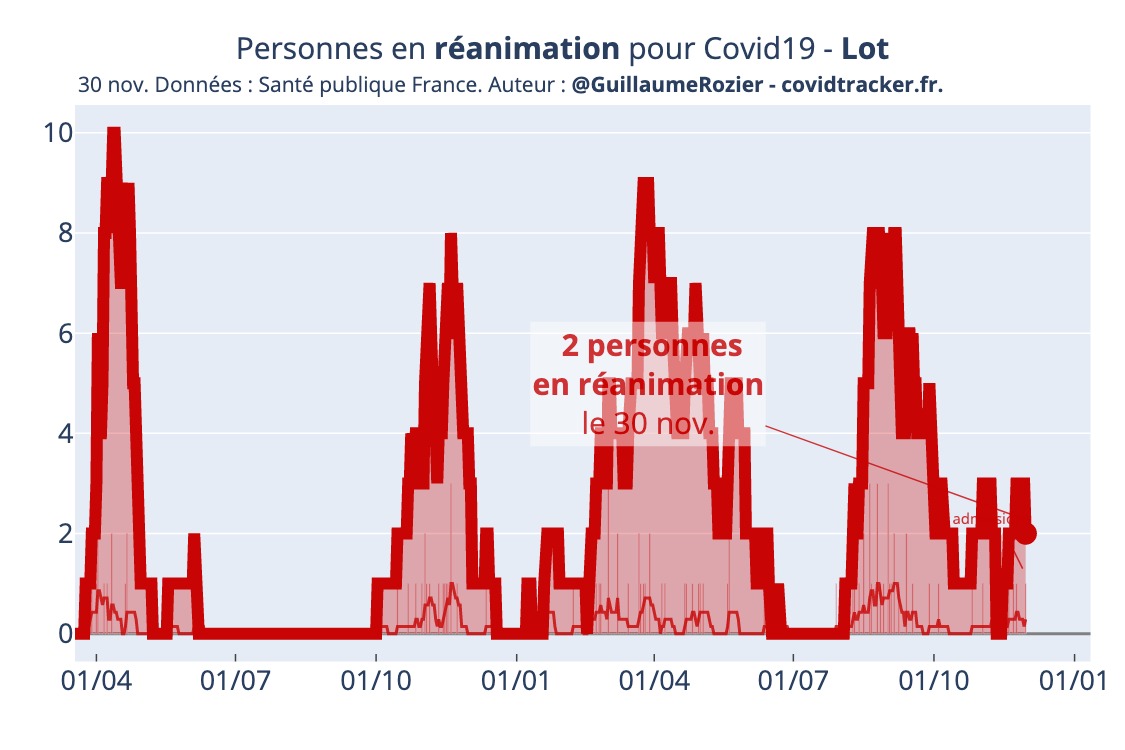 Personnes en réanimation pour Covid19 - Lot
30 nov. Données : Santé publique France. Auteur : @GuillaumeRozier - covidtracker.fr.
10
8
6
4
2
0
2 personnes
en réanimation
le 30 nov.
01/04
01/07
01/10
01/01
01/04
01/07
01/10
01/01